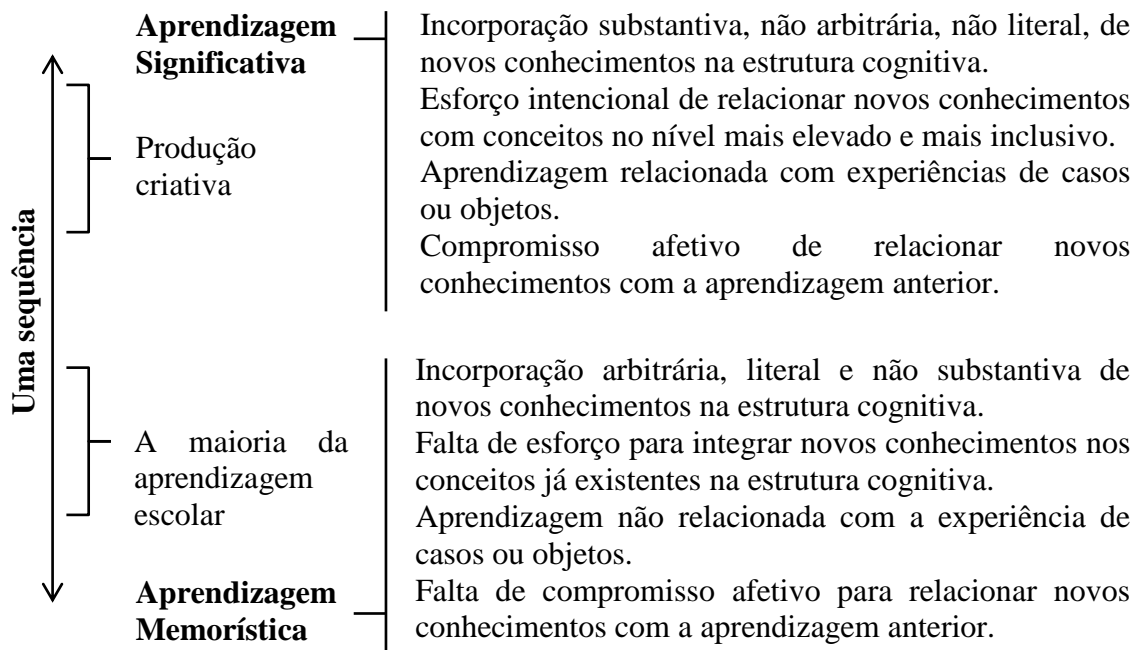 Aprendizagem
Significativa
Incorporação substantiva, não arbitrária, não literal, de
novos conhecimentos na estrutura cognitiva.
Esforço intencional de relacionar novos conhecimentos
com conceitos no nível mais elevado e mais inclusivo.
Aprendizagem relacionada com experiências de casos
ou objetos.
Compromisso afetivo de relacionar novos
conhecimentos com a aprendizagem anterior.
Produção
criativa
Uma sequência
A maioria da
aprendizagem
escolar
Incorporação arbitrária, literal e não substantiva de
novos conhecimentos na estrutura cognitiva.
Falta de esforço para integrar novos conhecimentos nos
conceitos já existentes na estrutura cognitiva.
Aprendizagem não relacionada com a experiência de
casos ou objetos.
Falta de compromisso afetivo para relacionar novos
conhecimentos com a aprendizagem anterior.
Aprendizagem
Memorística